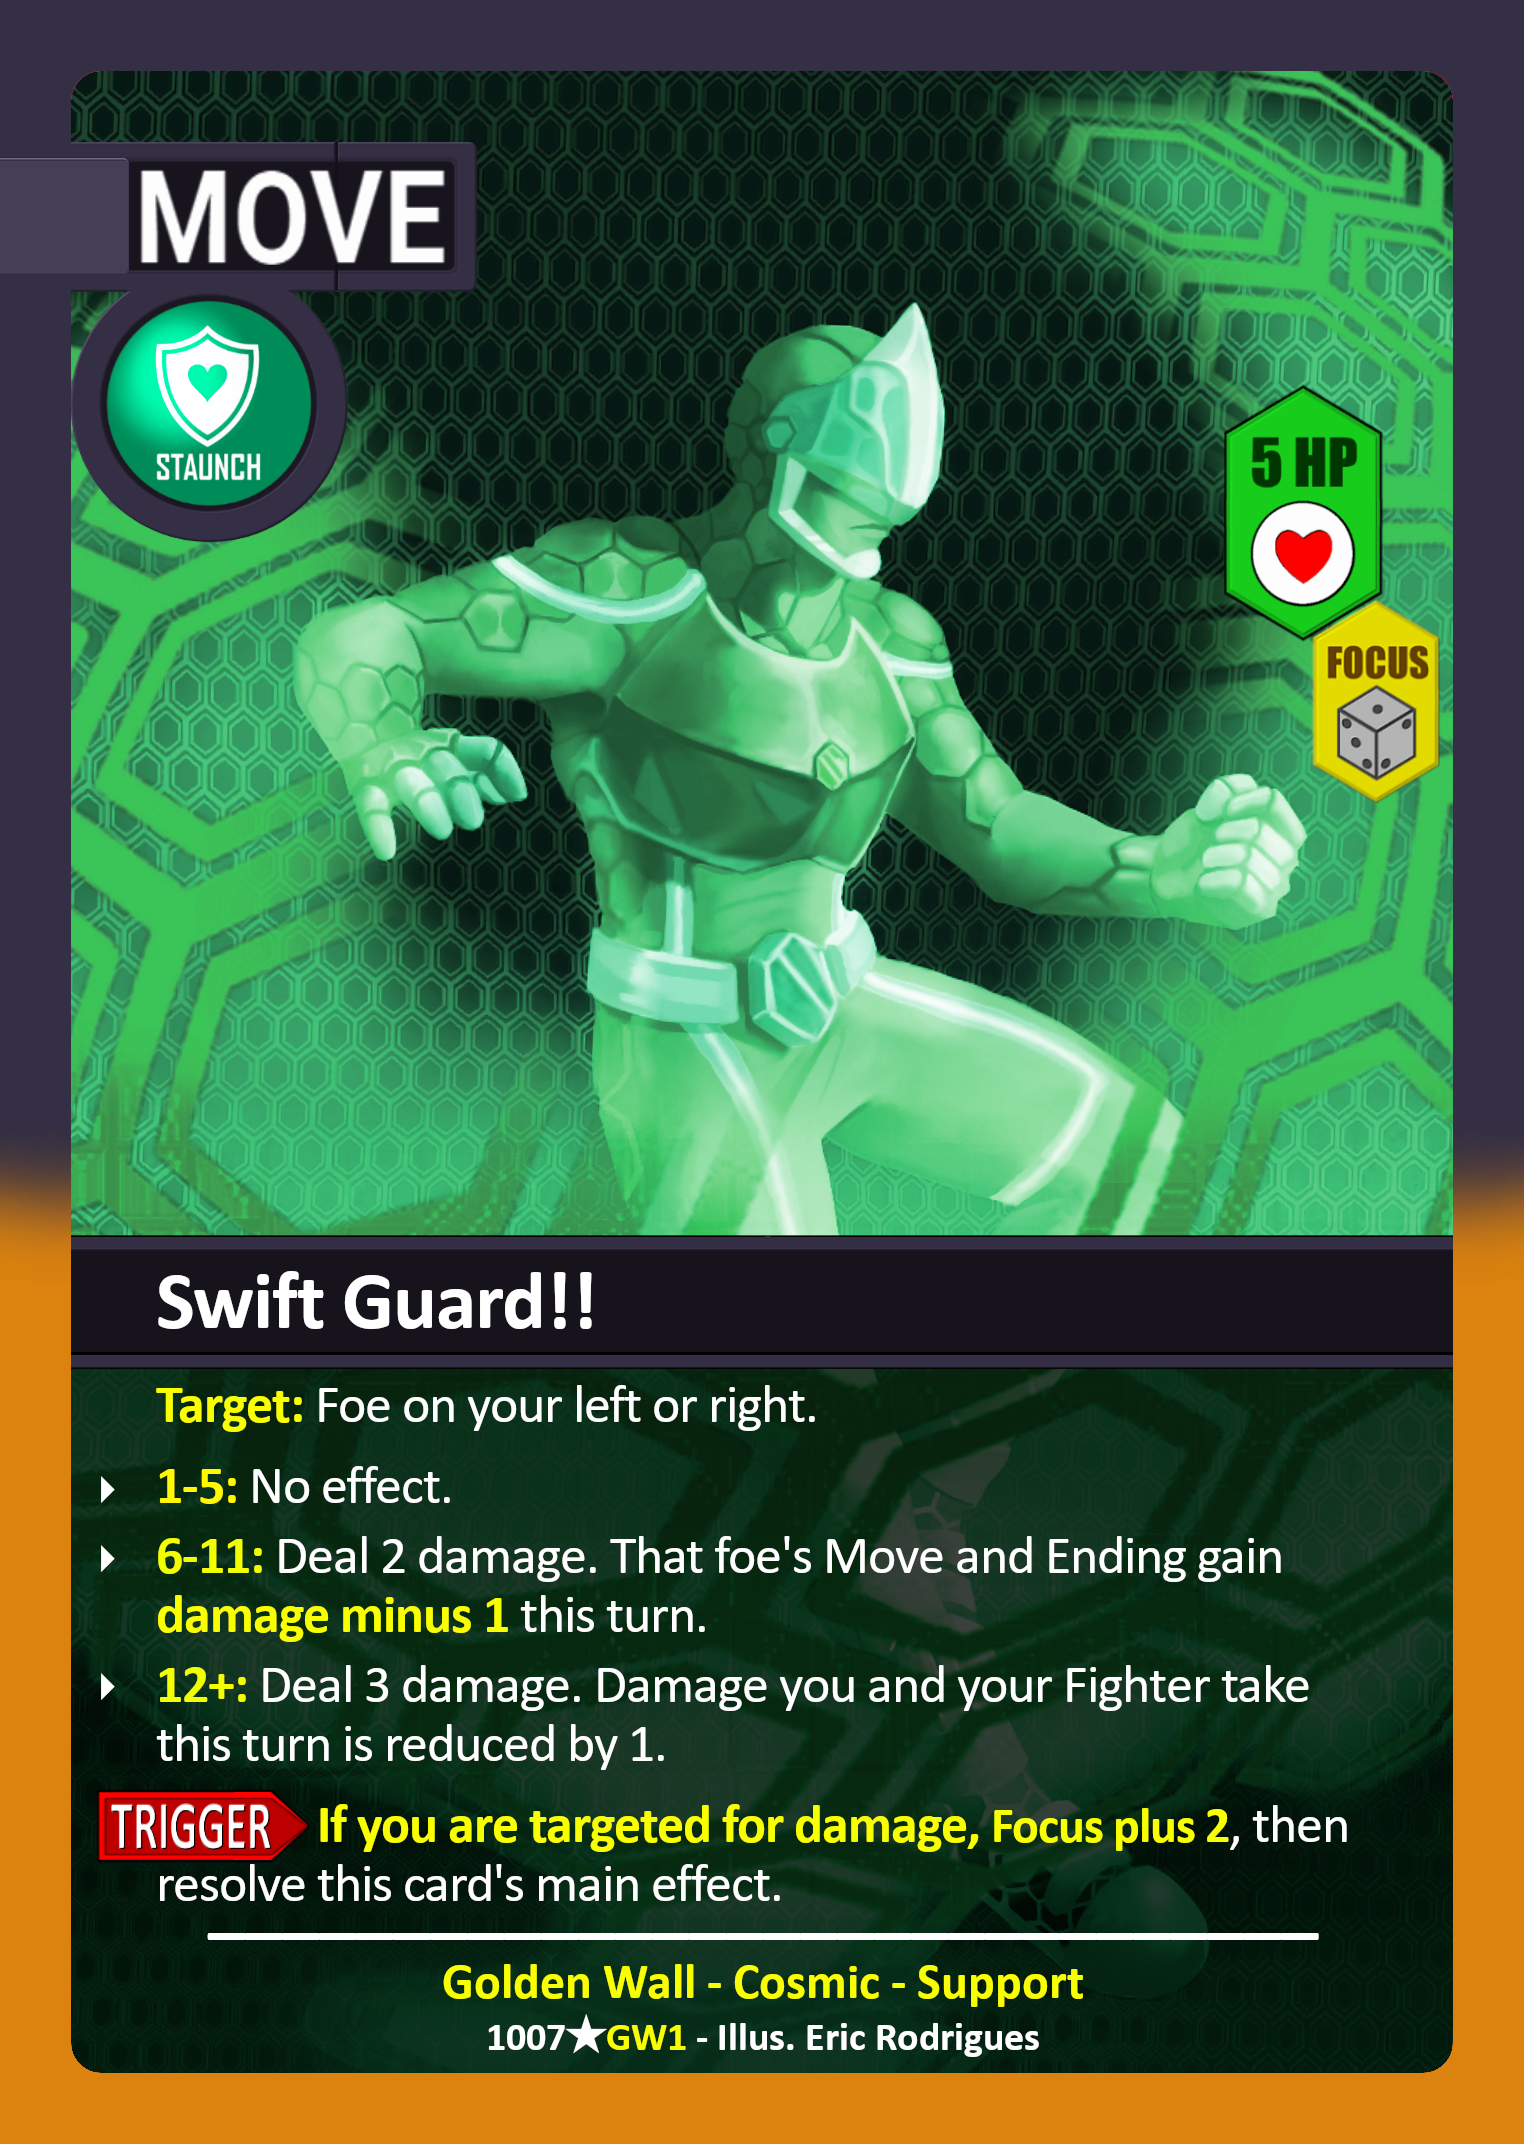 MOVE
STAUNCH
5 HP
FOCUS
Swift Guard!!
Target: Foe on your left or right.
1-5: No effect.
6-11: Deal 2 damage. That foe's Move and Ending gain
damage minus 1 this turn.
12+: Deal 3 damage. Damage you and your Fighter take
this turn is reduced by 1.
TRIGGER If you are targeted for damage, Focus plus 2, then
resolve this card's main effect.
Golden Wall - Cosmic - Support
1007★GW1 - Illus. Eric Rodrigues